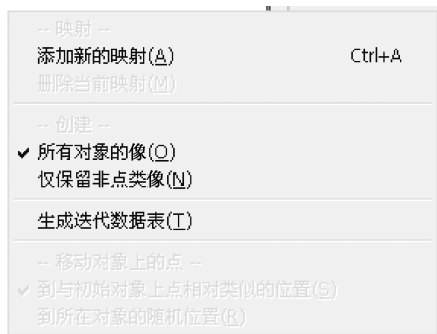 -- 映射 --
添加新的映射(A) Ctrl+A
删除当前映射(M)
-- 创建 --
所有对象的像(O)
仅保留非点类像(N)
生成迭代数据表(T)
-- 移动对象上的点 --
到与初始对象上点相对类似的位置(S)
到所在对象的随机位置(R)